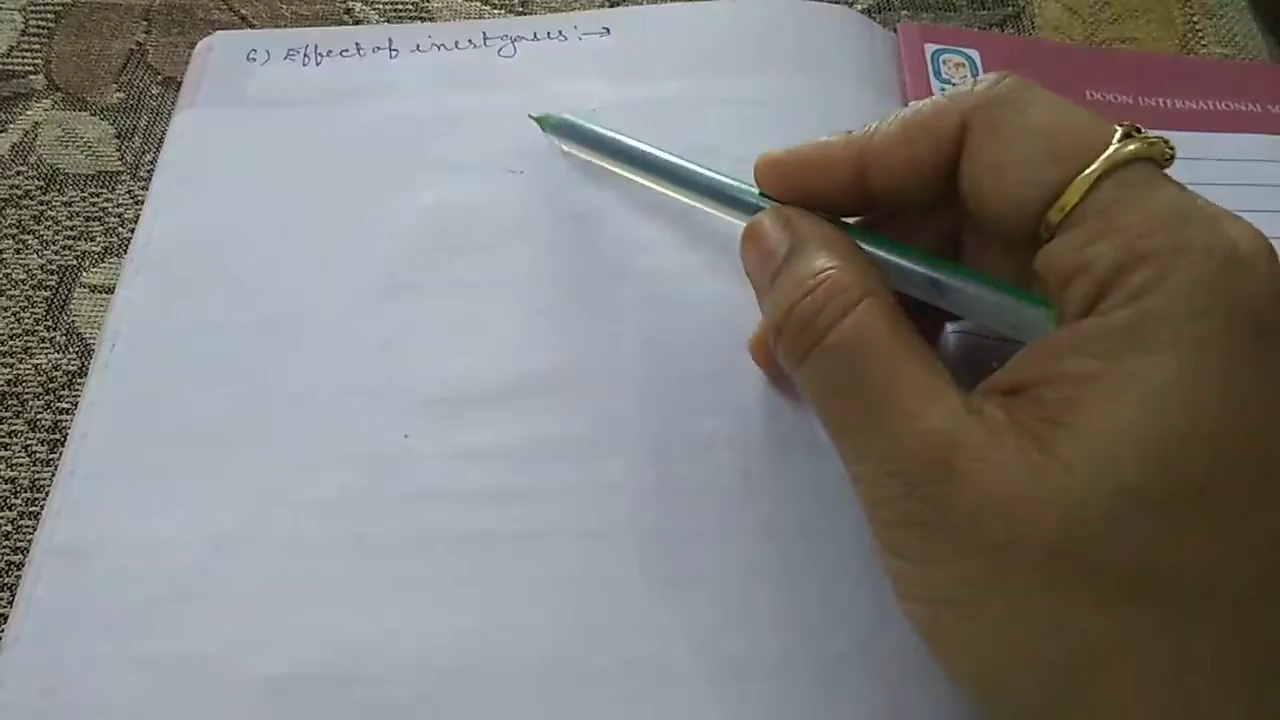 6) Effect of inert gases :→
DOON INTERNATIONAL